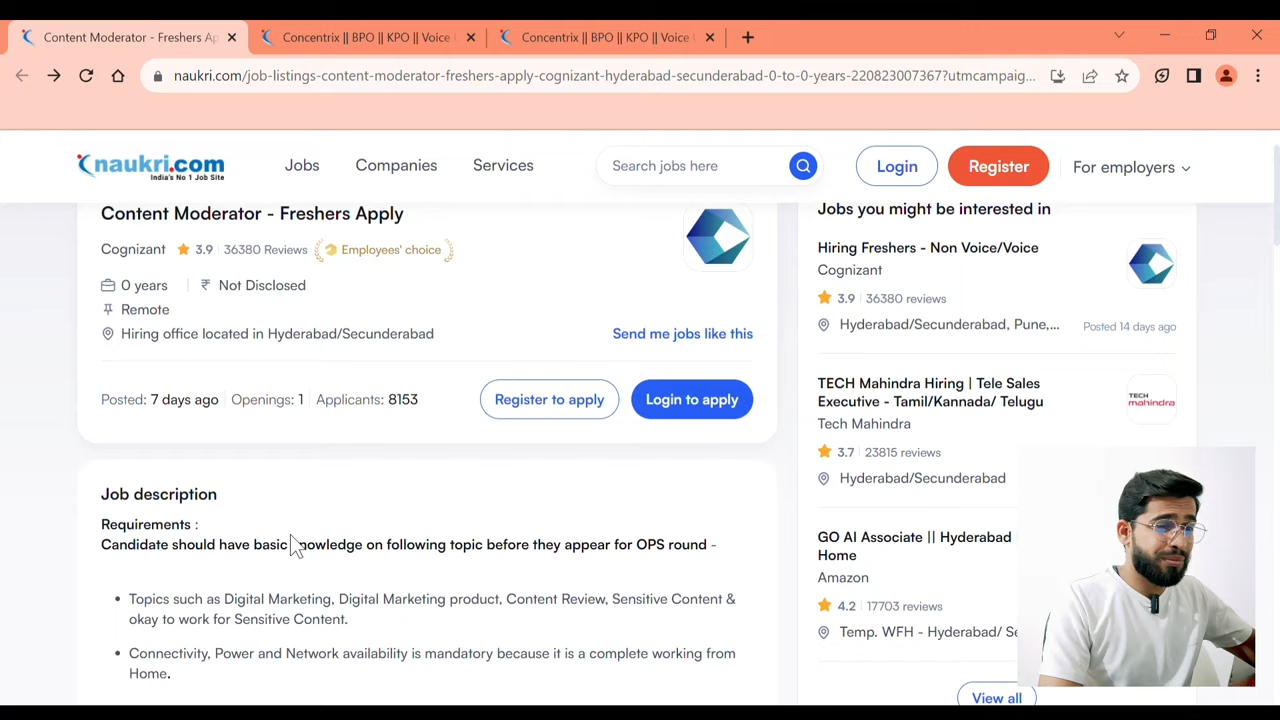 Content Moderator - Freshers Ap
Concentrix || BPO || KPO || Voice
Concentrix || BPO || KPO || Voice
naukri.com/job-listings-content-moderator-freshers-apply-cognizant-hyderabad-secunderabad-0-to-0-years-220823007367?utmcampaig...
naukri.com
India's No 1 Job Site
Jobs
Companies
Services
Search jobs here
Login
Register
For employers
Content Moderator - Freshers Apply
Cognizant 3.9 36380 Reviews Employees' choice
0 years ₹ Not Disclosed
Remote
Hiring office located in Hyderabad/Secunderabad
Send me jobs like this
Posted: 7 days ago Openings: 1 Applicants: 8153
Register to apply
Login to apply
Job description
Requirements :
Candidate should have basic knowledge on following topic before they appear for OPS round -
• Topics such as Digital Marketing, Digital Marketing product, Content Review, Sensitive Content &
okay to work for Sensitive Content.
• Connectivity, Power and Network availability is mandatory because it is a complete working from
Home.
Jobs you might be interested in
Hiring Freshers - Non Voice/Voice
Cognizant
3.9 36380 reviews
Hyderabad/Secunderabad, Pune,...
Posted 14 days ago
TECH Mahindra Hiring | Tele Sales
Executive - Tamil/Kannada/ Telugu
Tech Mahindra
TECH
mahindra
3.7 23815 reviews
Hyderabad/Secunderabad
GO AI Associate || Hyderabad
Home
Amazon
4.2 17703 reviews
Temp. WFH - Hyderabad/ Se
View all